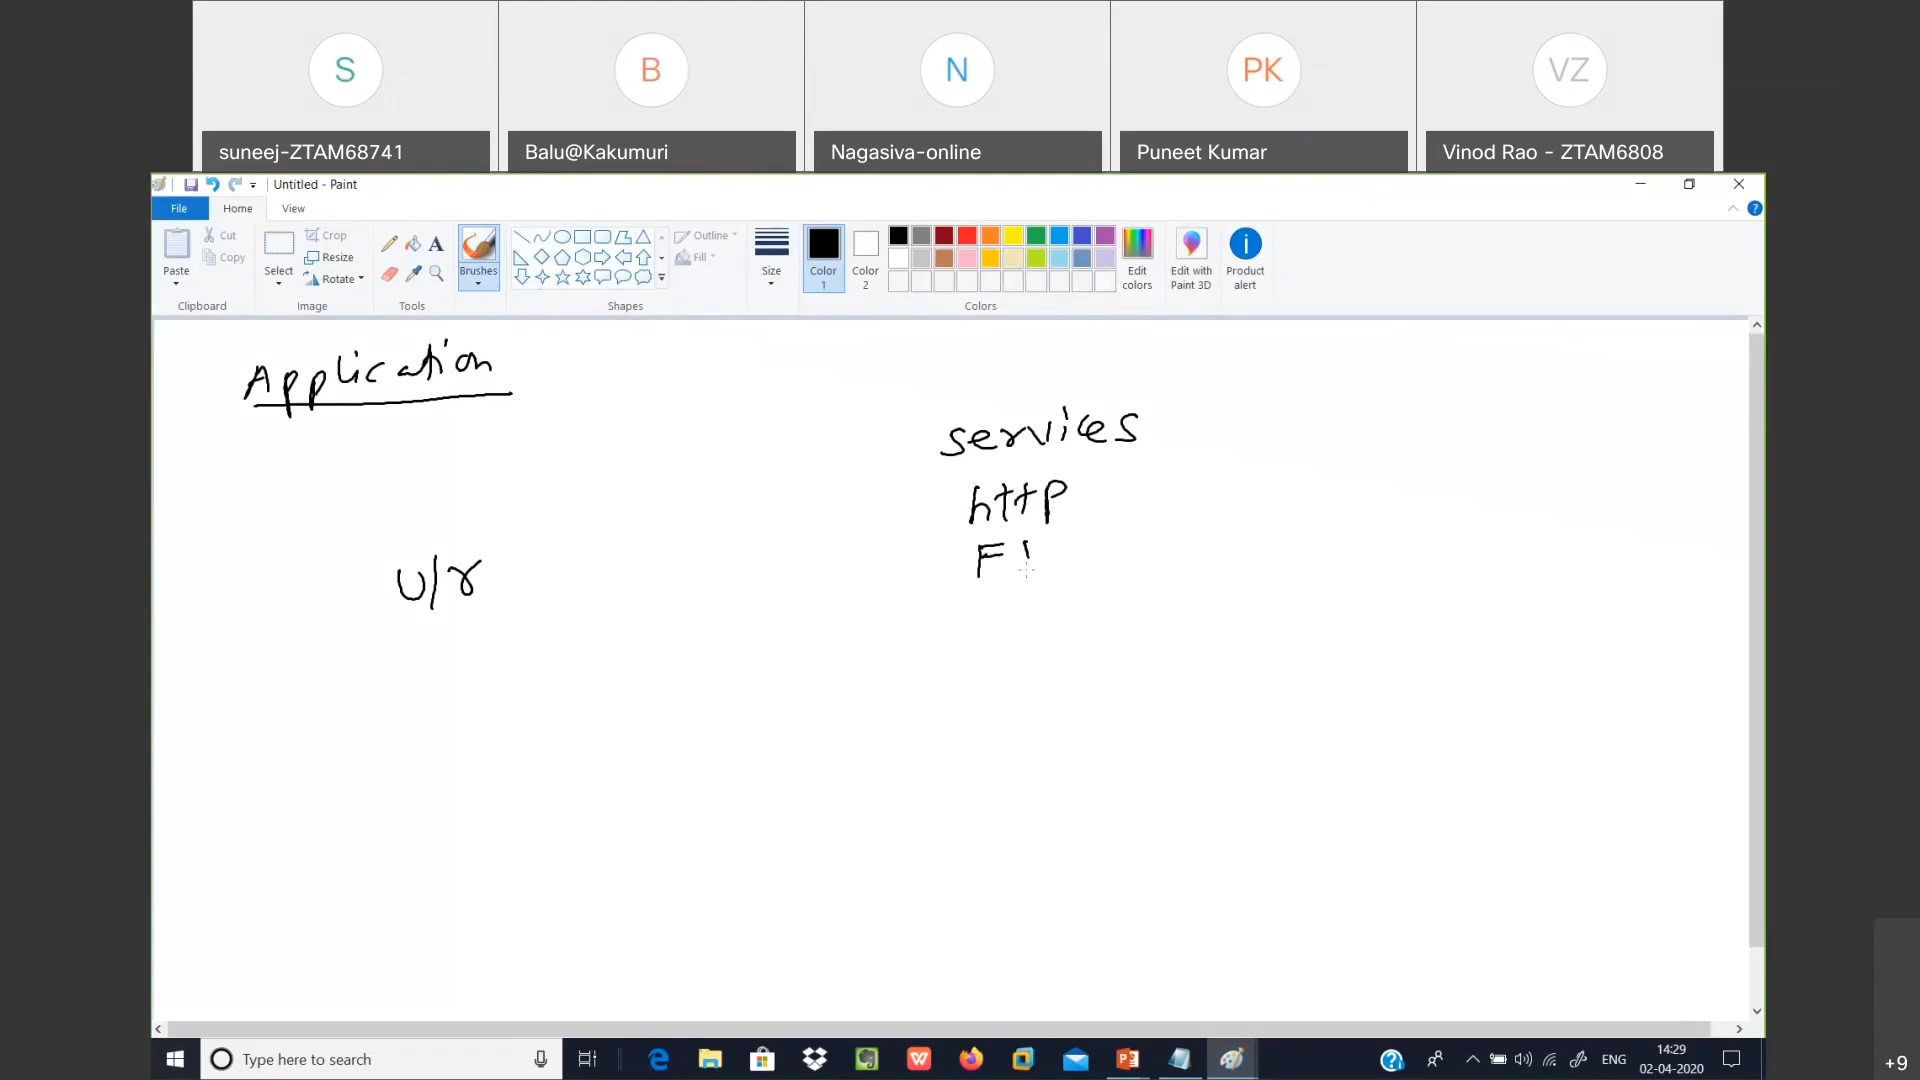 S
B
N
PK
VZ
suneej-ZTAM68741
Balu@Kakumuri
Nagasiva-online
Puneet Kumar
Vinod Rao - ZTAM6808
Untitled - Paint
File
Home
View
Paste
Cut
Copy
Clipboard
Select
Crop
Resize
Rotate
Image
A
Tools
Brushes
Outline
Fill
Shapes
Size
Color 1
Color 2
Edit colors
Colors
Edit with Paint 3D
Product alert
Application
services
http
F
u/r
Type here to search
ENG
14:29
02-04-2020
+9